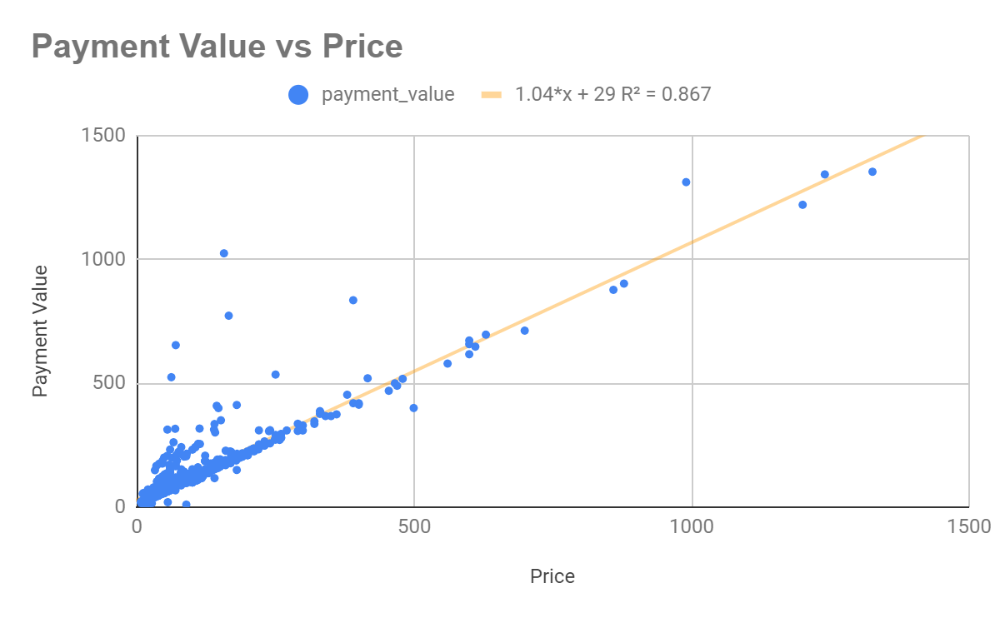 Payment Value vs Price
payment_value 1.04*x + 29 R² = 0.867
1500
1000
500
0
Payment Value
0 500 1000 1500
Price